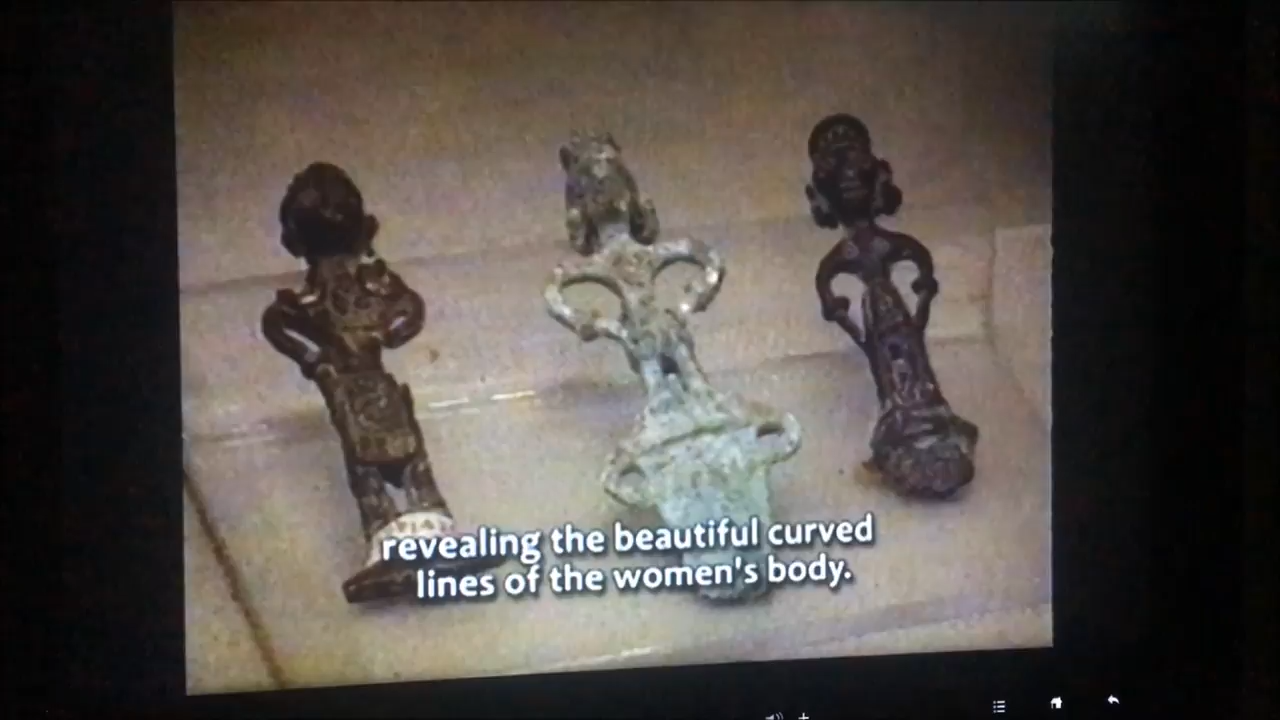 revealing the beautiful curved
lines of the women's body.